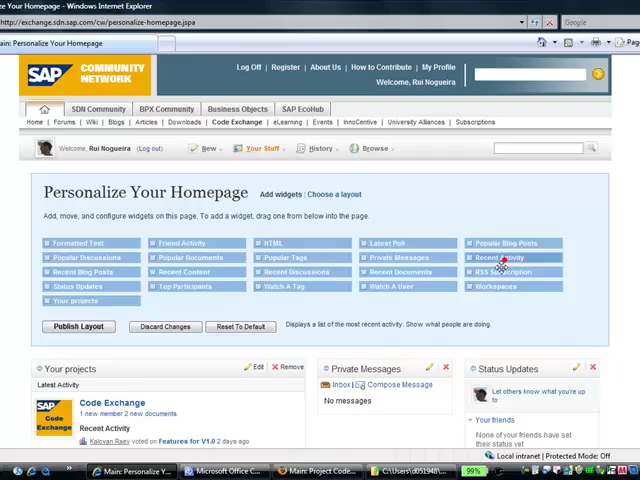 ze Your Homepage - Windows Internet Explorer
http://exchange.sdn.sap.com/cw/personalize-homepage.jspa
Google
ain: Personalize Your Homepage
Page
SAP COMMUNITY NETWORK
Log Off | Register | About Us | How to Contribute | My Profile
Welcome, Rui Nogueira
SDN Community
BPX Community
Business Objects
SAP EcoHub
Home | Forums | Wiki | Blogs | Articles | Downloads | Code Exchange | eLearning | Events | InnoCentive | University Alliances | Subscriptions
Welcome, Rui Nogueira (Log out)
New
Your Stuff
History
Browse
Personalize Your Homepage
Add widgets | Choose a layout
Add, move, and configure widgets on this page. To add a widget, drag one from below into the page.
Formatted Text
Friend Activity
HTML
Latest Poll
Popular Blog Posts
Popular Discussions
Popular Documents
Popular Tags
Private Messages
Recent Activity
Recent Blog Posts
Recent Content
Recent Discussions
Recent Documents
RSS Subscription
Status Updates
Top Participants
Watch A Tag
Watch A User
Workspaces
Your projects
Publish Layout
Discard Changes
Reset To Default
Displays a list of the most recent activity. Show what people are doing.
Your projects
Edit
Remove
Private Messages
Status Updates
Latest Activity
Inbox | Compose Message
No messages
Let others know what you're up
to
SAP
Code
Exchange
Code Exchange
1 new member 2 new documents
Recent Activity
Kaloyan Raev voted on Features for V1.0 2 days ago
Your friends
None of your friends have set
their status yet
Local intranet | Protected Mode: Off
Main: Personalize Y...
Microsoft Office C...
Main: Project Code...
C:\Users\d051948\...
99%